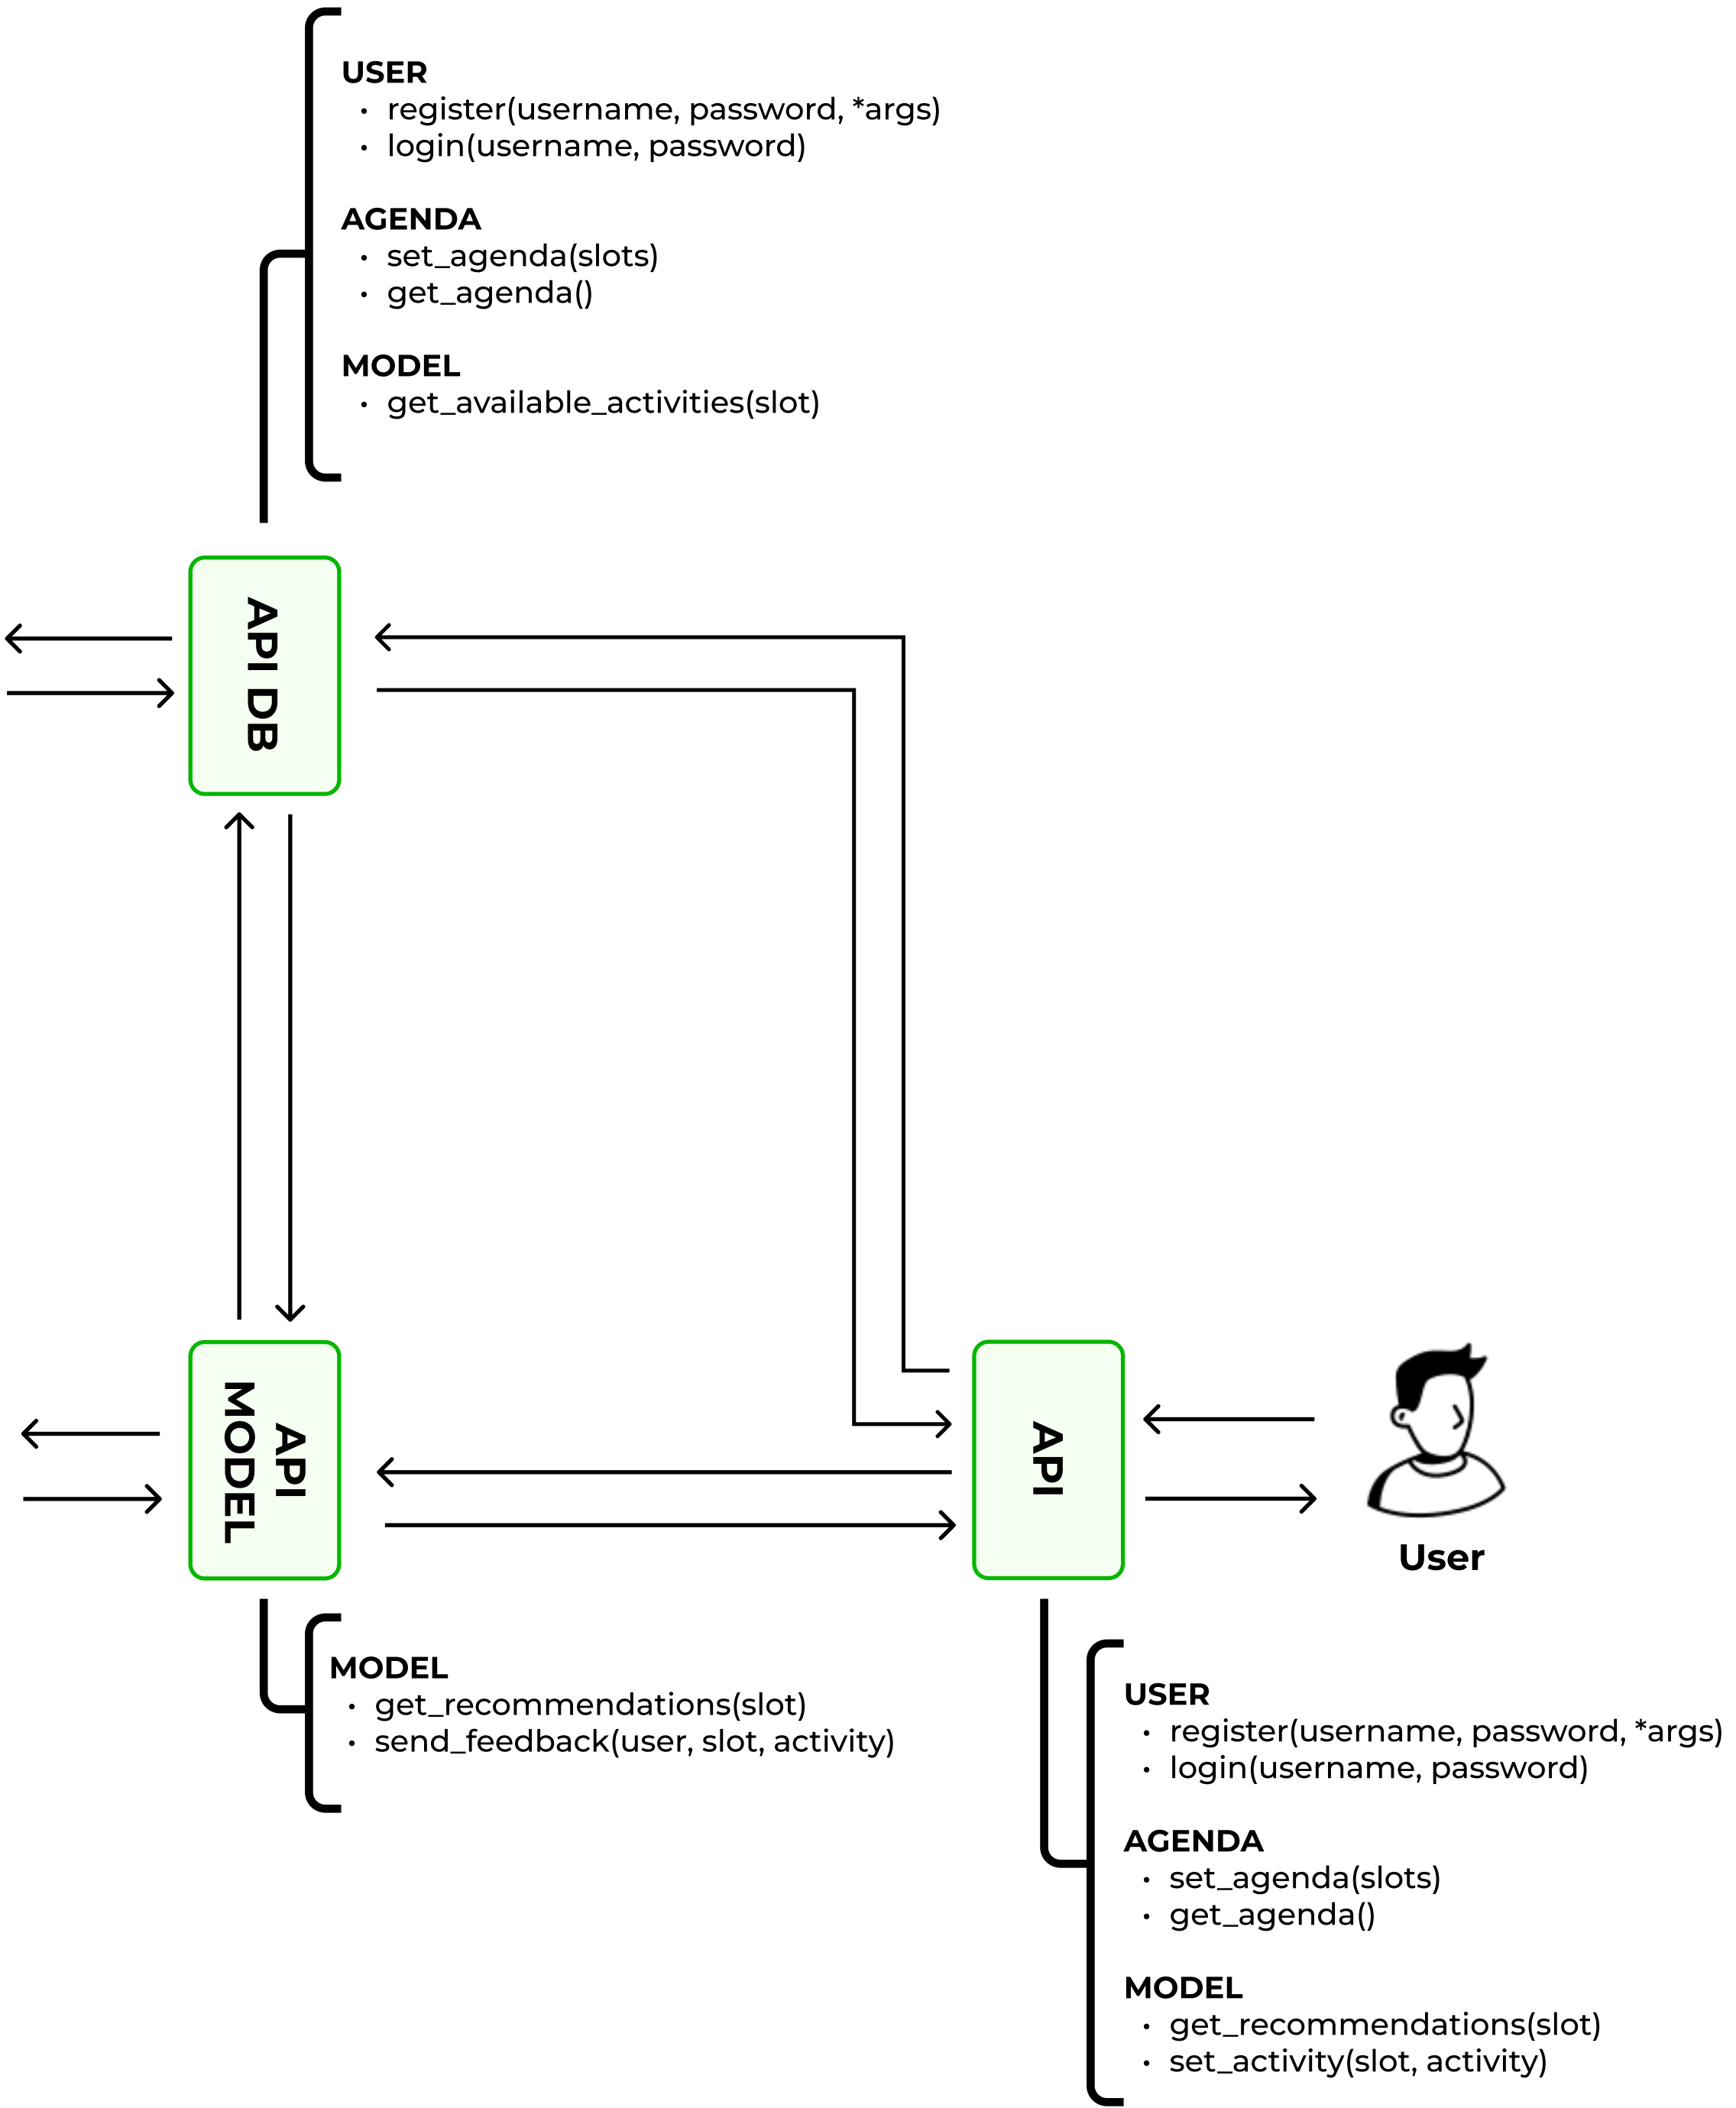 USER
• register(username, password, *args)
• login(username, password)
AGENDA
• set_agenda(slots)
• get_agenda()
MODEL
• get_available_activities(slot)
API DB
API
MODEL
API
User
MODEL
• get_recommendations(slot)
• send_feedback(user, slot, activity)
USER
• register(username, password, *args)
• login(username, password)
AGENDA
• set_agenda(slots)
• get_agenda()
MODEL
• get_recommendations(slot)
• set_activity(slot, activity)